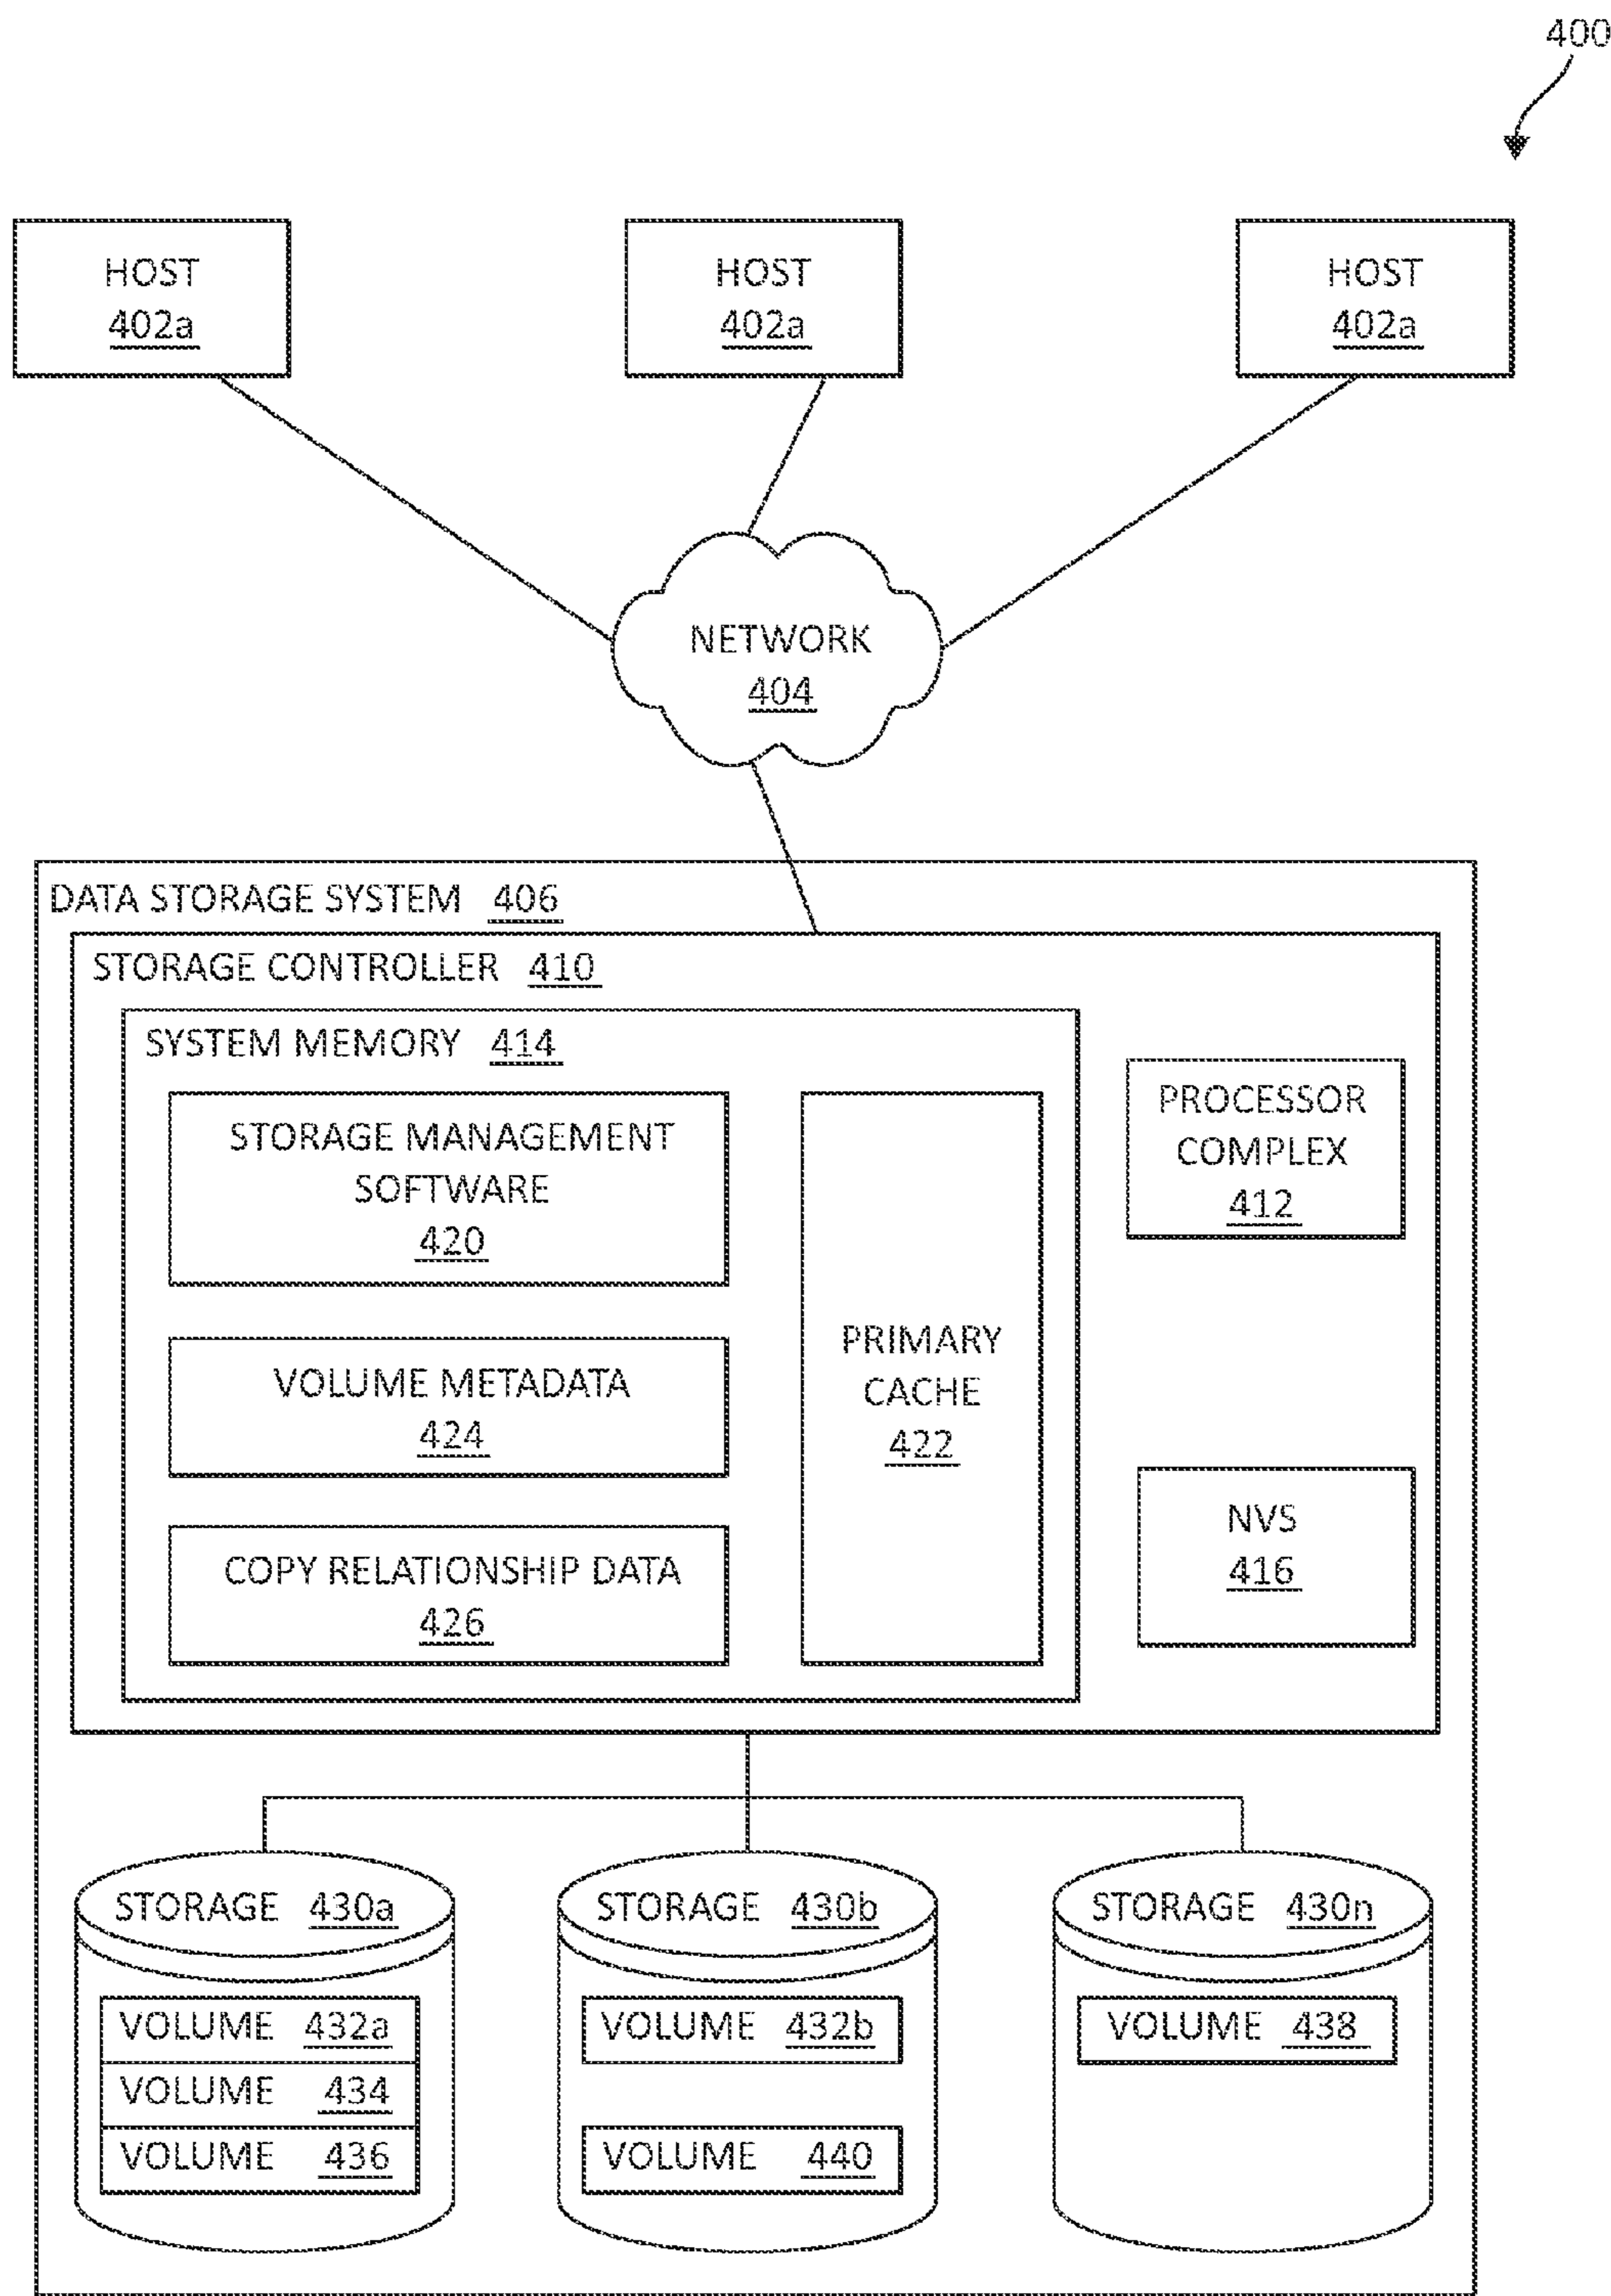 400
HOST
402a
HOST
402a
HOST
402a
NETWORK
404
DATA STORAGE SYSTEM 406
STORAGE CONTROLLER 410
SYSTEM MEMORY 414
STORAGE MANAGEMENT
SOFTWARE
420
VOLUME METADATA
424
COPY RELATIONSHIP DATA
426
PRIMARY
CACHE
422
PROCESSOR
COMPLEX
412
NVS
416
STORAGE 430a
VOLUME 432a
VOLUME 434
VOLUME 436
STORAGE 430b
VOLUME 432b
VOLUME 440
STORAGE 430n
VOLUME 438